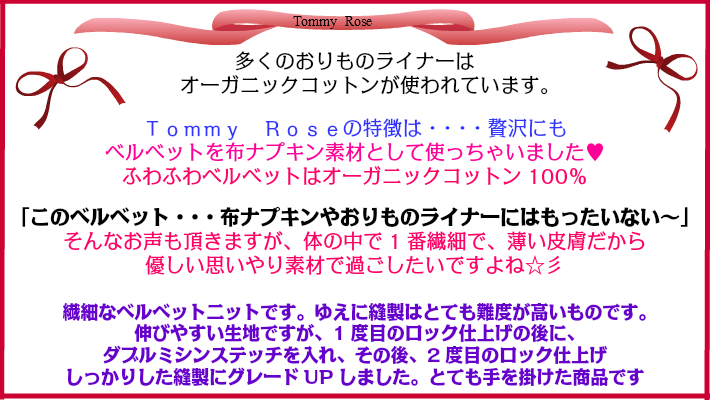 Tommy Rose
多くのおりものライナーは
オーガニックコットンが使われています。
Ｔｏｍｍｙ　Ｒｏｓｅの特徴は・・・・贅沢にも
ベルベットを布ナプキン素材として使っちゃいました♥
ふわふわベルベットはオーガニックコットン 100%
「このベルベット・・・布ナプキンやおりものライナーにはもったいない〜」
そんなお声も頂きますが、体の中で１番繊細で、薄い皮膚だから
優しい思いやり素材で過ごしたいですよね☆彡
繊細なベルベットニットです。ゆえに縫製はとても難度が高いものです。
伸びやすい生地ですが、１度目のロック仕上げの後に、
ダブルミシンステッチを入れ、その後、２度目のロック仕上げ
しっかりした縫製にグレードUPしました。とても手を掛けた商品です